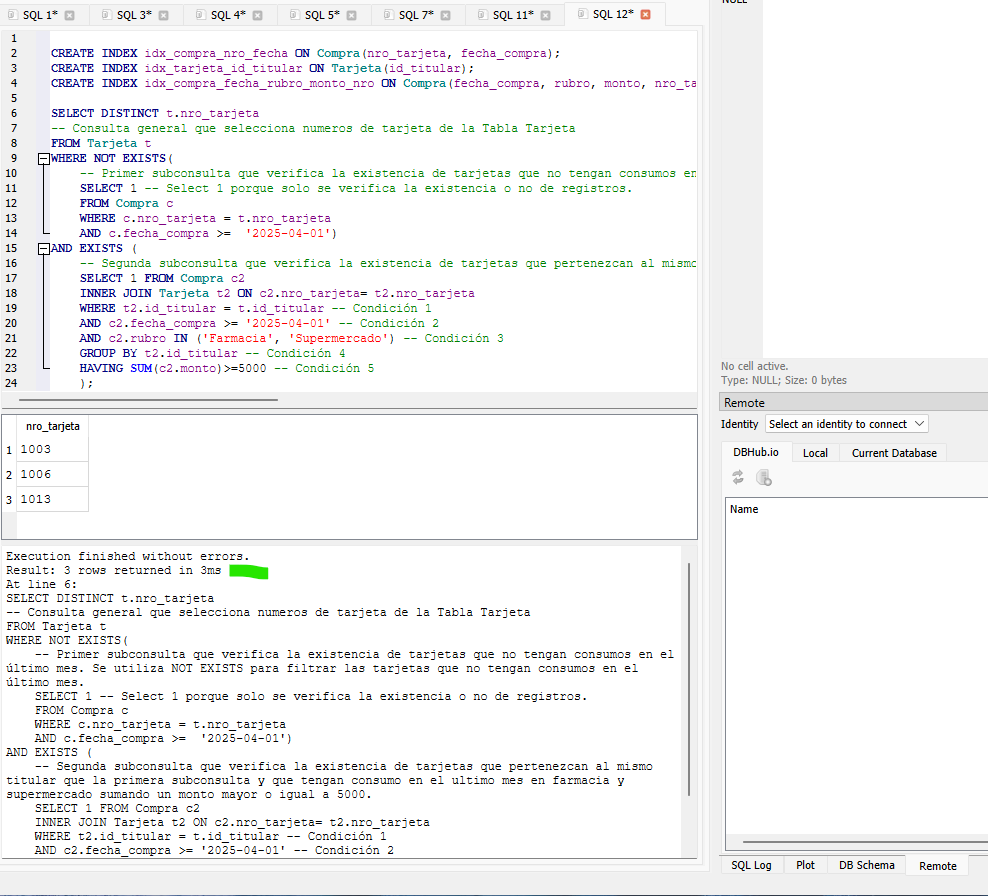 SQL 1*
SQL 3*
SQL 4*
SQL 5*
SQL 7*
SQL 11*
SQL 12*
1
2 CREATE INDEX idx_compra_nro_fecha ON Compra(nro_tarjeta, fecha_compra);
3 CREATE INDEX idx_tarjeta_id_titular ON Tarjeta(id_titular);
4 CREATE INDEX idx_compra_fecha_rubro_monto_nro ON Compra(fecha_compra, rubro, monto, nro_ta
5
6 SELECT DISTINCT t.nro_tarjeta
7 -- Consulta general que selecciona numeros de tarjeta de la Tabla Tarjeta
8 FROM Tarjeta t
9 WHERE NOT EXISTS(
10 -- Primer subconsulta que verifica la existencia de tarjetas que no tengan consumos en
11 SELECT 1 -- Select 1 porque solo se verifica la existencia o no de registros.
12 FROM Compra c
13 WHERE c.nro_tarjeta = t.nro_tarjeta
14 AND c.fecha_compra >= '2025-04-01')
15 AND EXISTS (
16 -- Segunda subconsulta que verifica la existencia de tarjetas que pertenezcan al mismo
17 SELECT 1 FROM Compra c2
18 INNER JOIN Tarjeta t2 ON c2.nro_tarjeta= t2.nro_tarjeta
19 WHERE t2.id_titular = t.id_titular -- Condición 1
20 AND c2.fecha_compra >= '2025-04-01' -- Condición 2
21 AND c2.rubro IN ('Farmacia', 'Supermercado') -- Condición 3
22 GROUP BY t2.id_titular -- Condición 4
23 HAVING SUM(c2.monto)>=5000 -- Condición 5
24 );
nro_tarjeta
1 1003
2 1006
3 1013
Execution finished without errors.
Result: 3 rows returned in 3ms
At line 6:
SELECT DISTINCT t.nro_tarjeta
-- Consulta general que selecciona numeros de tarjeta de la Tabla Tarjeta
FROM Tarjeta t
WHERE NOT EXISTS(
-- Primer subconsulta que verifica la existencia de tarjetas que no tengan consumos en el
último mes. Se utiliza NOT EXISTS para filtrar las tarjetas que no tengan consumos en el
último mes.
SELECT 1 -- Select 1 porque solo se verifica la existencia o no de registros.
FROM Compra c
WHERE c.nro_tarjeta = t.nro_tarjeta
AND c.fecha_compra >= '2025-04-01')
AND EXISTS (
-- Segunda subconsulta que verifica la existencia de tarjetas que pertenezcan al mismo
titular que la primera subconsulta y que tengan consumo en el ultimo mes en farmacia y
supermercado sumando un monto mayor o igual a 5000.
SELECT 1 FROM Compra c2
INNER JOIN Tarjeta t2 ON c2.nro_tarjeta= t2.nro_tarjeta
WHERE t2.id_titular = t.id_titular -- Condición 1
AND c2.fecha_compra >= '2025-04-01' -- Condición 2
NULL
No cell active.
Type: NULL; Size: 0 bytes
Remote
Identity Select an identity to connect
DBHub.io Local Current Database
Name
SQL Log Plot DB Schema Remote